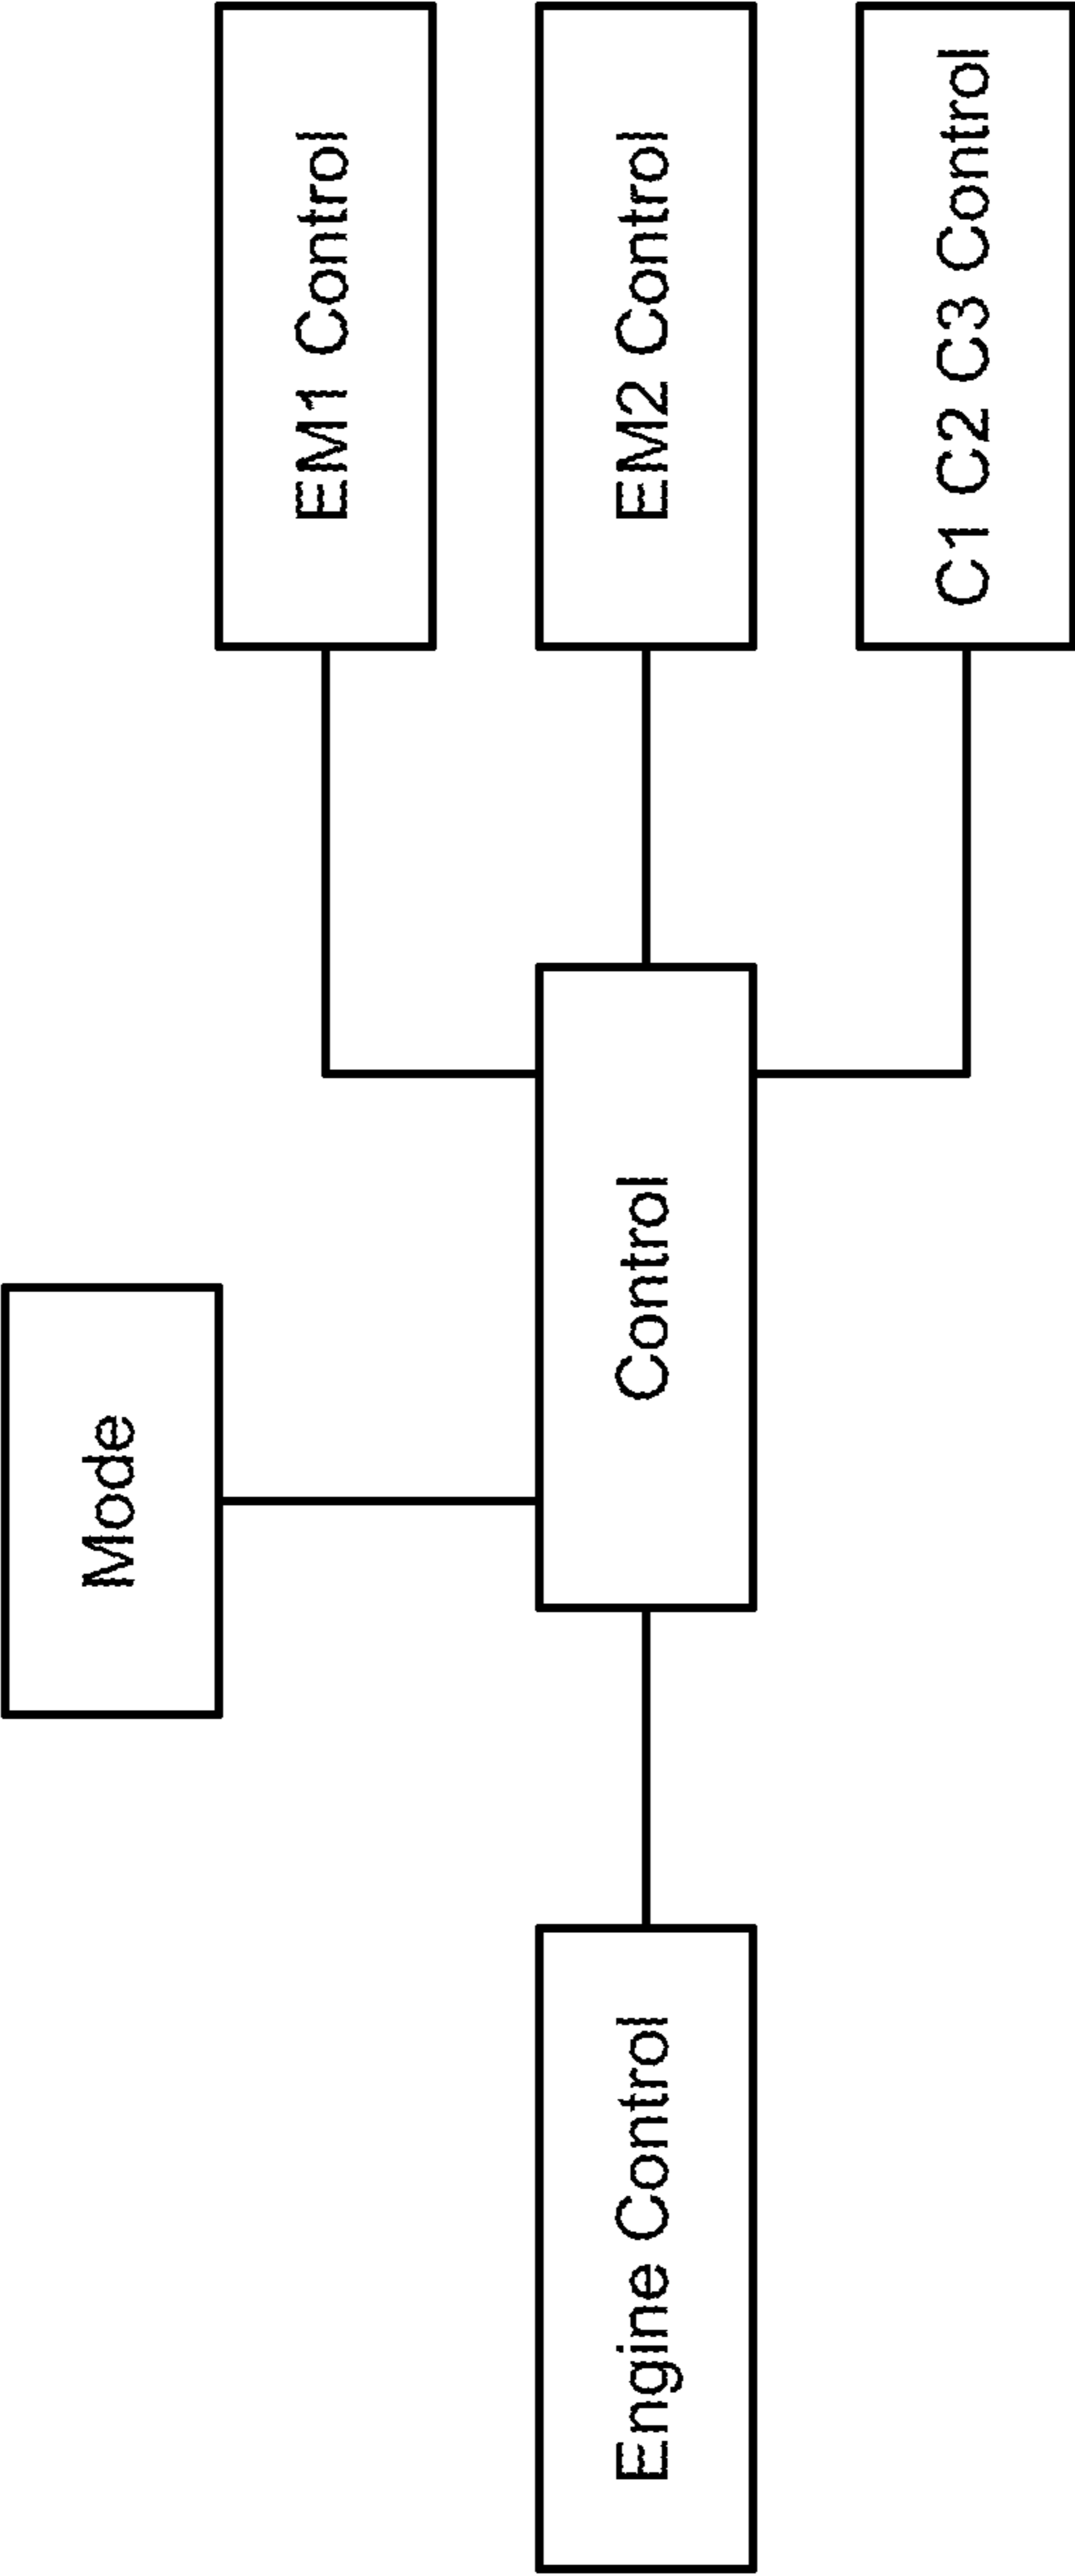 Mode
EM1 Control
Engine Control
Control
EM2 Control
C1 C2 C3 Control